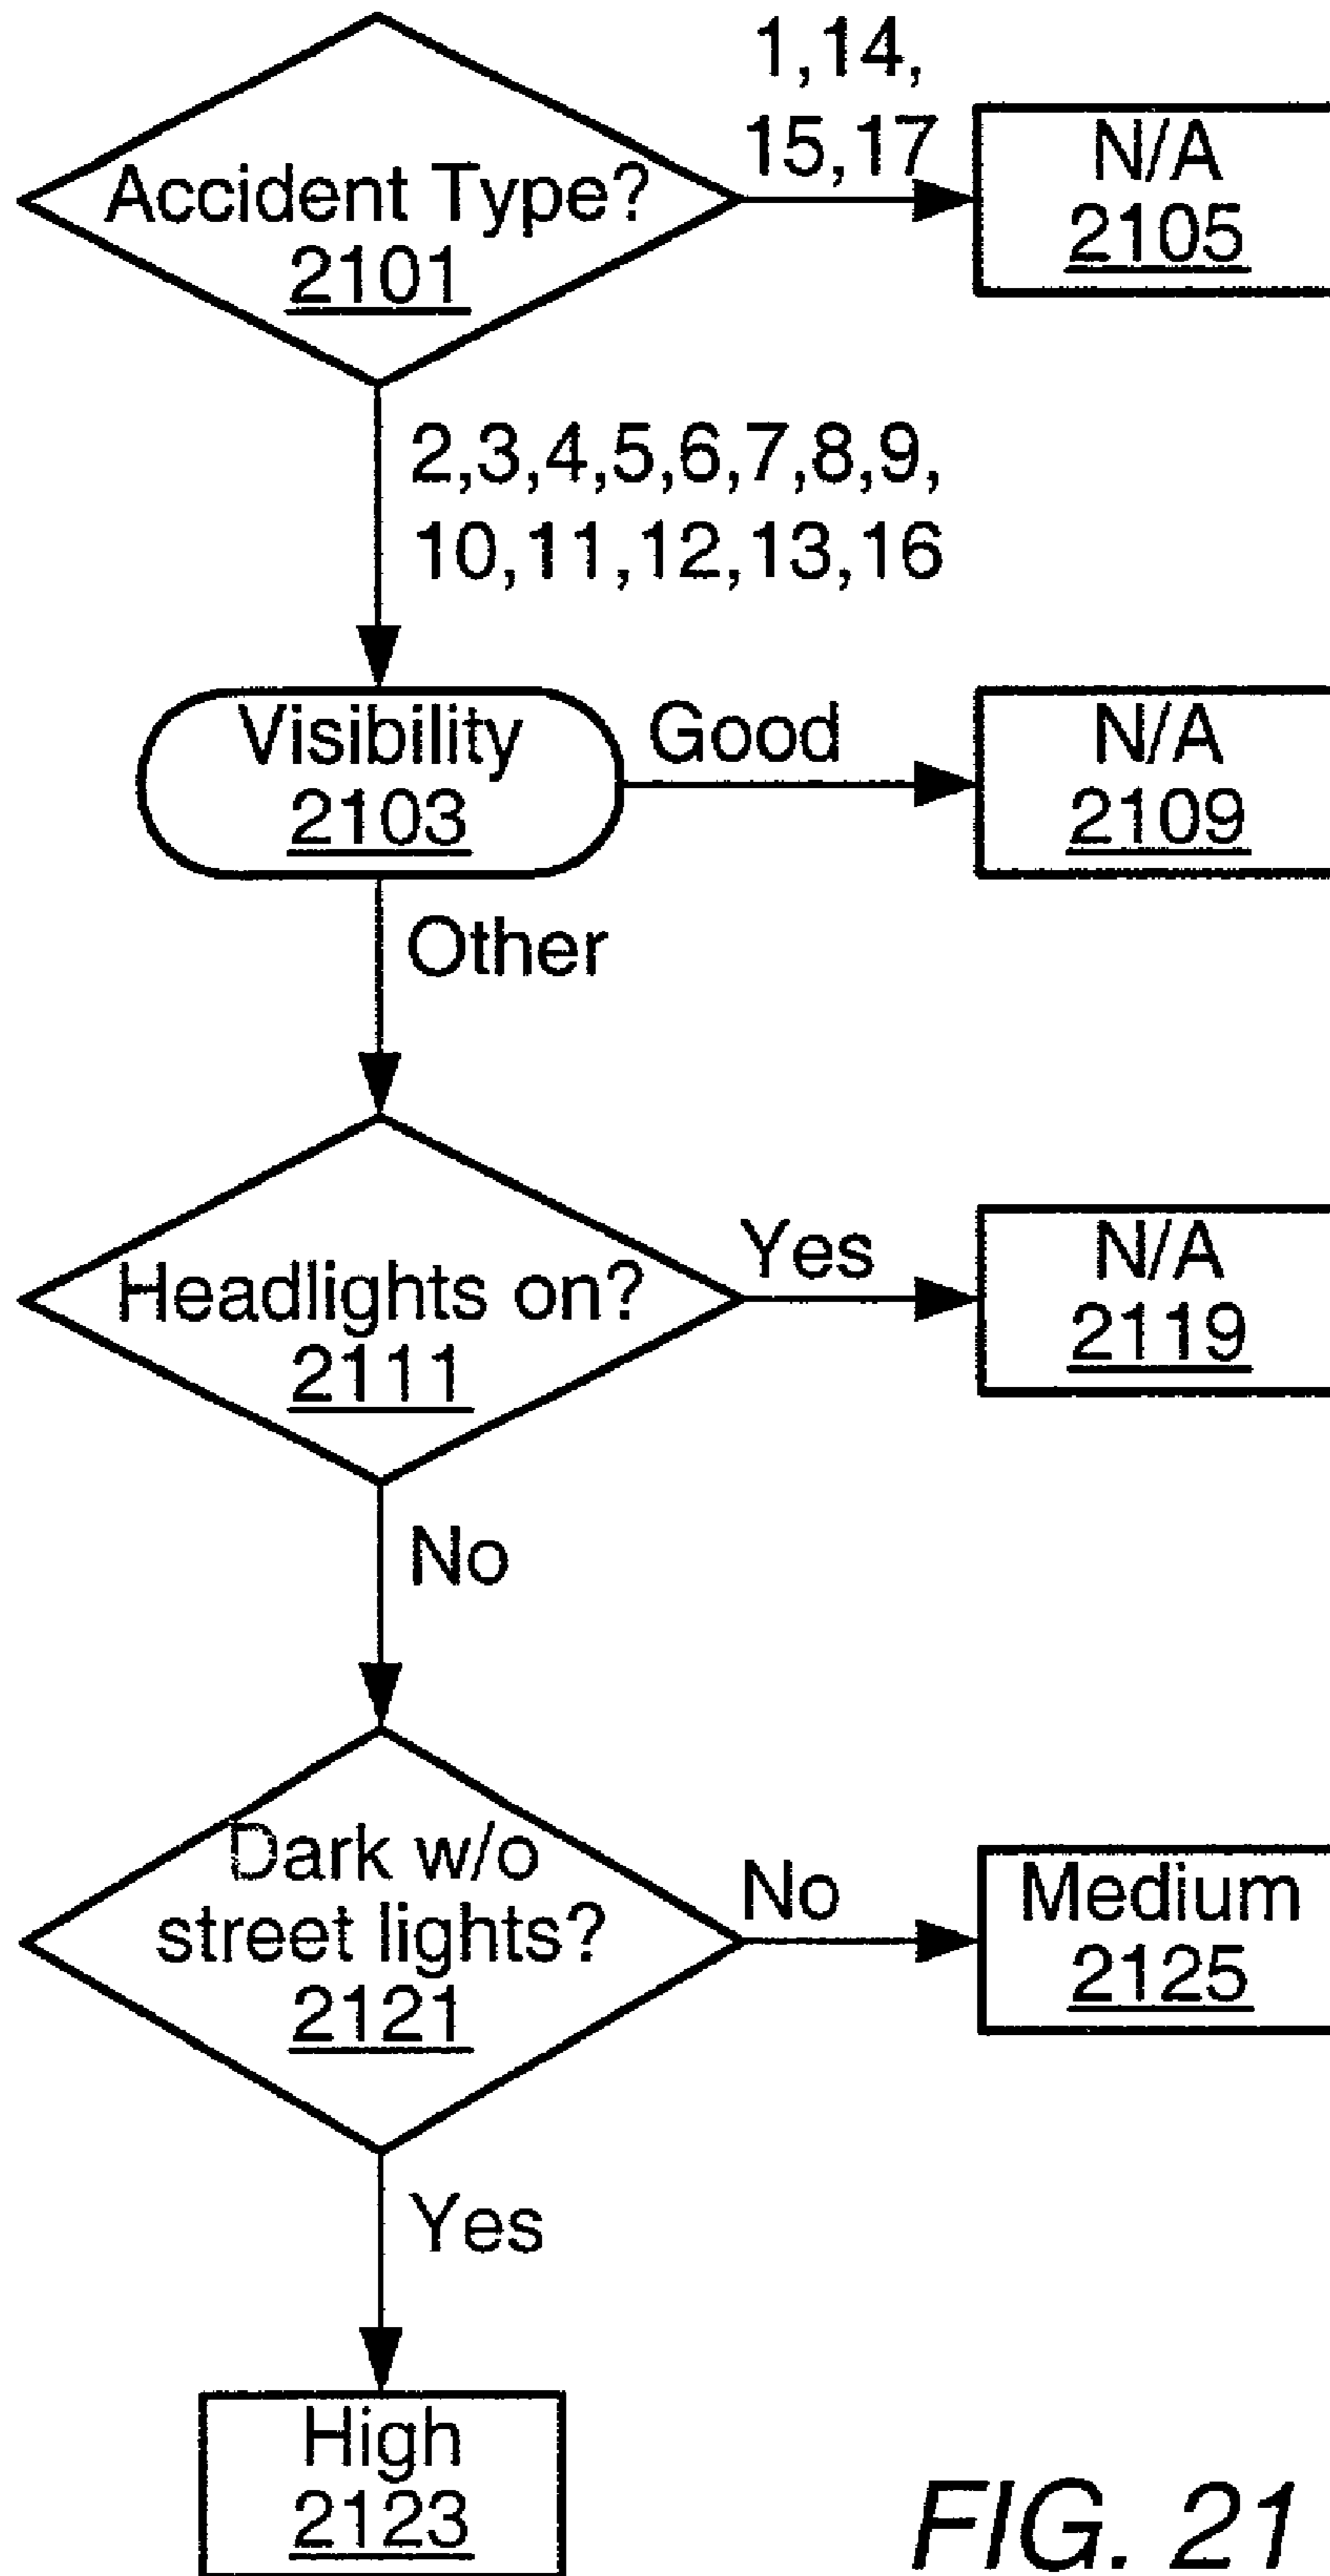 Accident Type?
2101
1,14,
15,17
N/A
2105
2,3,4,5,6,7,8,9,
10,11,12,13,16
Visibility
2103
Good
N/A
2109
Other
Headlights on?
2111
Yes
N/A
2119
No
Dark w/o
street lights?
2121
No
Medium
2125
Yes
High
2123
FIG. 21